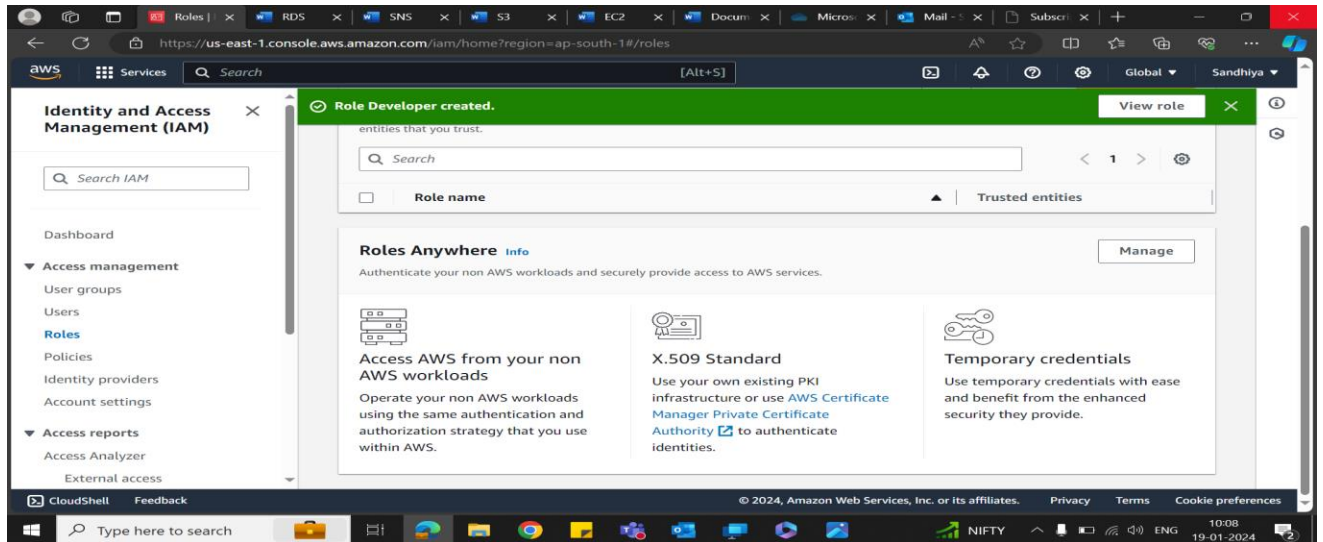 Roles |
RDS
SNS
S3
EC2
Docum
Micros
Mail - S
Subscri
https://us-east-1.console.aws.amazon.com/iam/home?region=ap-south-1#/roles
aws
Services
Search
[Alt+S]
Global
Sandhiya
Identity and Access
Management (IAM)
Search IAM
Dashboard
Access management
User groups
Users
Roles
Policies
Identity providers
Account settings
Access reports
Access Analyzer
External access
Role Developer created.
View role
entities that you trust.
Search
1
Role name
Trusted entities
Roles Anywhere Info
Manage
Authenticate your non AWS workloads and securely provide access to AWS services.
Access AWS from your non
AWS workloads
Operate your non AWS workloads
using the same authentication and
authorization strategy that you use
within AWS.
X.509 Standard
Use your own existing PKI
infrastructure or use AWS Certificate
Manager Private Certificate
Authority to authenticate
identities.
Temporary credentials
Use temporary credentials with ease
and benefit from the enhanced
security they provide.
CloudShell
Feedback
© 2024, Amazon Web Services, Inc. or its affiliates.
Privacy
Terms
Cookie preferences
Type here to search
NIFTY
ENG
10:08
19-01-2024
2